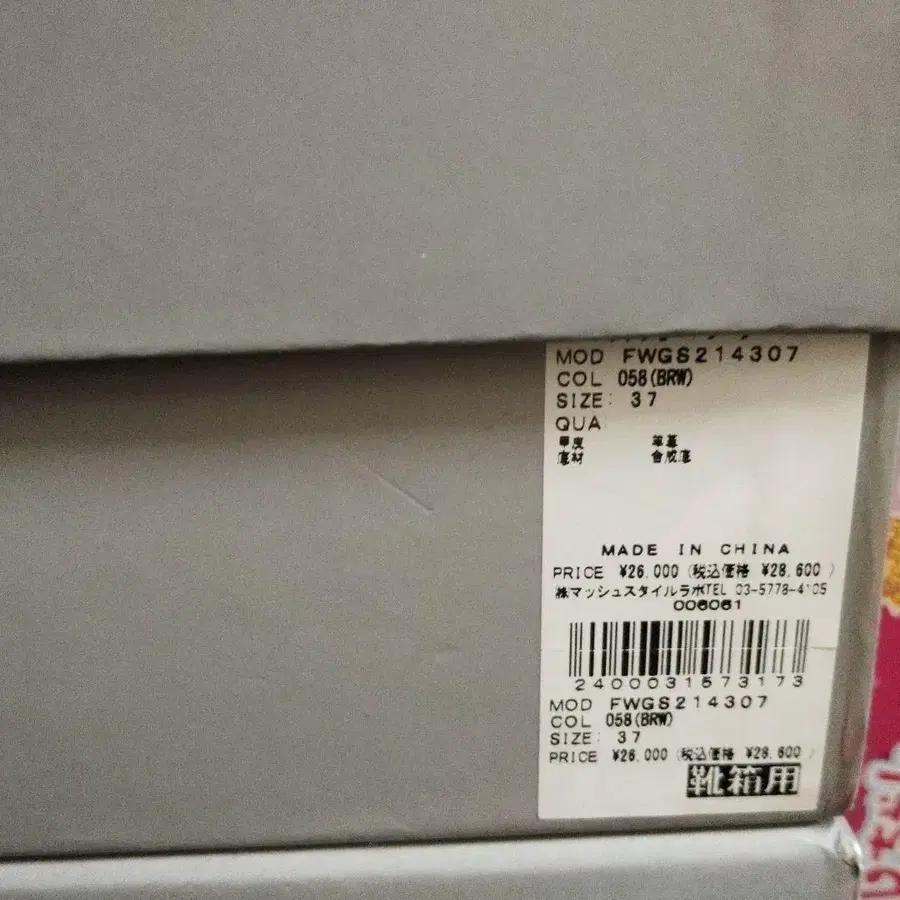 MOD FWGS214307
COL 058(BRW)
SIZE: 37
QUA
甲皮 革革
底材 合成底
MADE IN CHINA
PRICE ¥26,000 (税込価格 ¥28,600 )
㈱マッシュスタイルラボTEL 03-5778-4105
006061
2400031573173
MOD FWGS214307
COL 058(BRW)
SIZE: 37
PRICE ¥26,000 (税込価格 ¥28,600 )
靴箱用